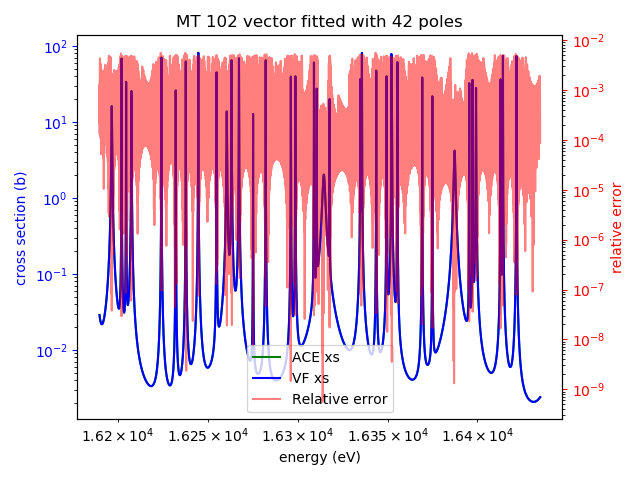 MT 102 vector fitted with 42 poles
cross section (b)
10²
10¹
10⁰
10⁻¹
10⁻²
10⁻²
10⁻³
10⁻⁴
10⁻⁵
10⁻⁶
10⁻⁷
10⁻⁸
10⁻⁹
relative error
ACE xs
VF xs
Relative error
1.62 × 10⁴ 1.625 × 10⁴ 1.63 × 10⁴ 1.635 × 10⁴ 1.64 × 10⁴
energy (eV)